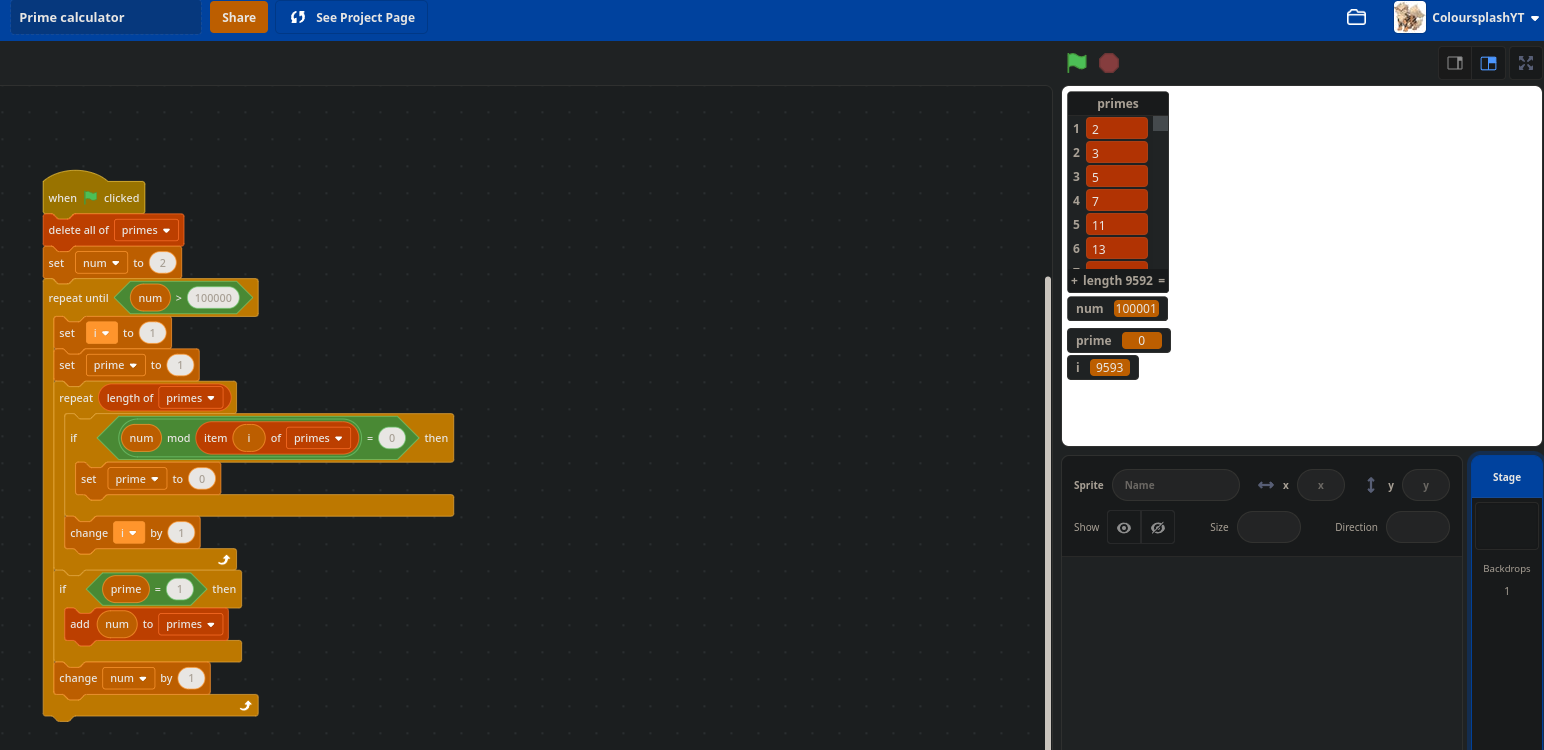 Prime calculator
Share
See Project Page
ColoursplashYT
when clicked
delete all of primes
set num to 2
repeat until num > 100000
set i to 1
set prime to 1
repeat length of primes
if num mod item i of primes = 0 then
set prime to 0
change i by 1
if prime = 1 then
add num to primes
change num by 1
primes
1 2
2 3
3 5
4 7
5 11
6 13
+ length 9592 =
num 100001
prime 0
i 9593
Sprite Name x x y y
Show Size Direction
Stage
Backdrops
1